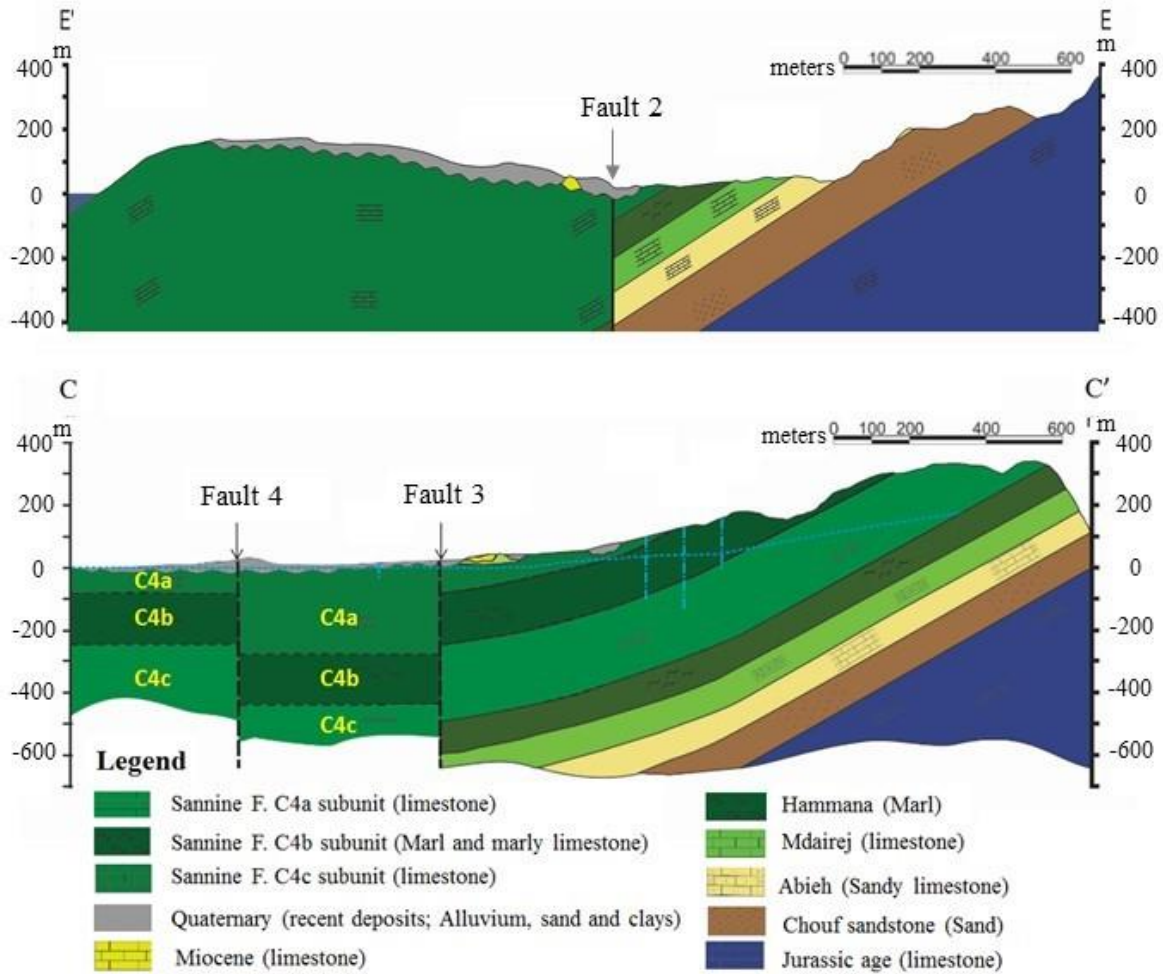 E' E
m m
meters 0 100 200 400 600
400 400
Fault 2
200 200
0 0
-200 -200
-400 -400
C C'
m m
meters 0 100 200 400 600
400 400
Fault 4 Fault 3
200 200
0 0
C4a
C4b C4a
-200 -200
C4c C4b
-400 -400
C4c
-600 -600
Legend
Sannine F. C4a subunit (limestone)
Sannine F. C4b subunit (Marl and marly limestone)
Sannine F. C4c subunit (limestone)
Quaternary (recent deposits; Alluvium, sand and clays)
Miocene (limestone)
Hammana (Marl)
Mdairej (limestone)
Abieh (Sandy limestone)
Chouf sandstone (Sand)
Jurassic age (limestone)